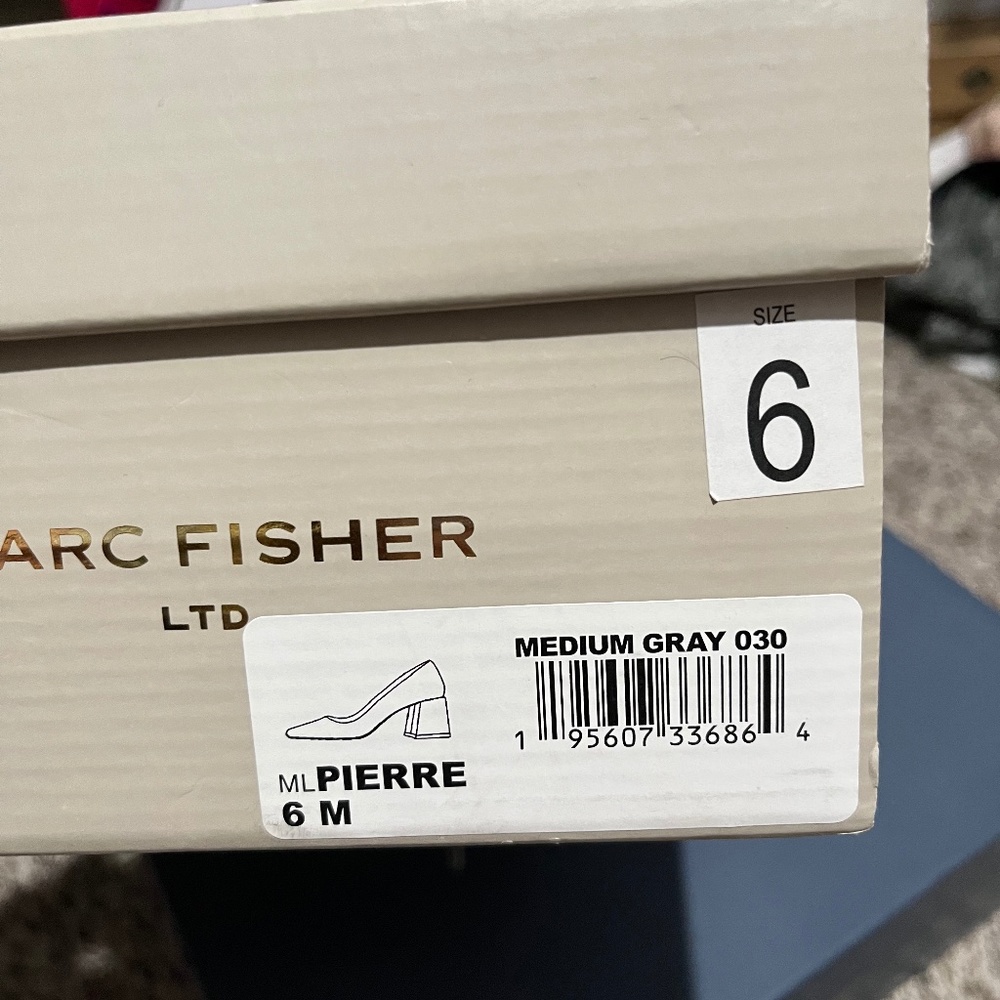 SIZE
6
ARC FISHER
LTD
MEDIUM GRAY 030
1 95607 33686 4
MLPIERRE
6 M